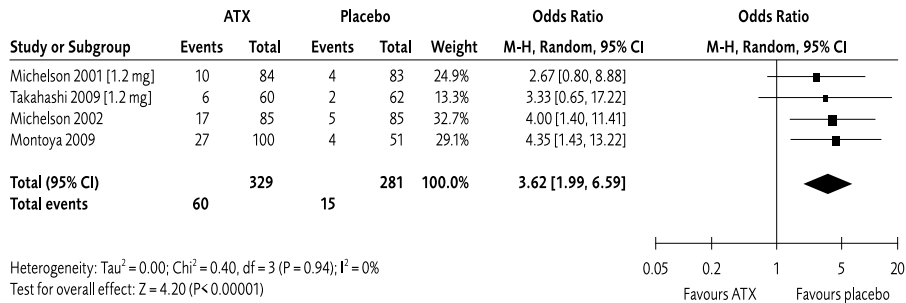 ATX Placebo Odds Ratio Odds Ratio
Study or Subgroup Events Total Events Total Weight M-H, Random, 95% CI M-H, Random, 95% CI
Michelson 2001 [1.2 mg] 10 84 4 83 24.9% 2.67 [0.80, 8.88]
Takahashi 2009 [1.2 mg] 6 60 2 62 13.3% 3.33 [0.65, 17.22]
Michelson 2002 17 85 5 85 32.7% 4.00 [1.40, 11.41]
Montoya 2009 27 100 4 51 29.1% 4.35 [1.43, 13.22]
Total (95% CI) 329 281 100.0% 3.62 [1.99, 6.59]
Total events 60 15
Heterogeneity: Tau² = 0.00; Chi² = 0.40, df = 3 (P = 0.94); I² = 0%
Test for overall effect: Z = 4.20 (P< 0.00001)
0.05 0.2 1 5 20
Favours ATX Favours placebo